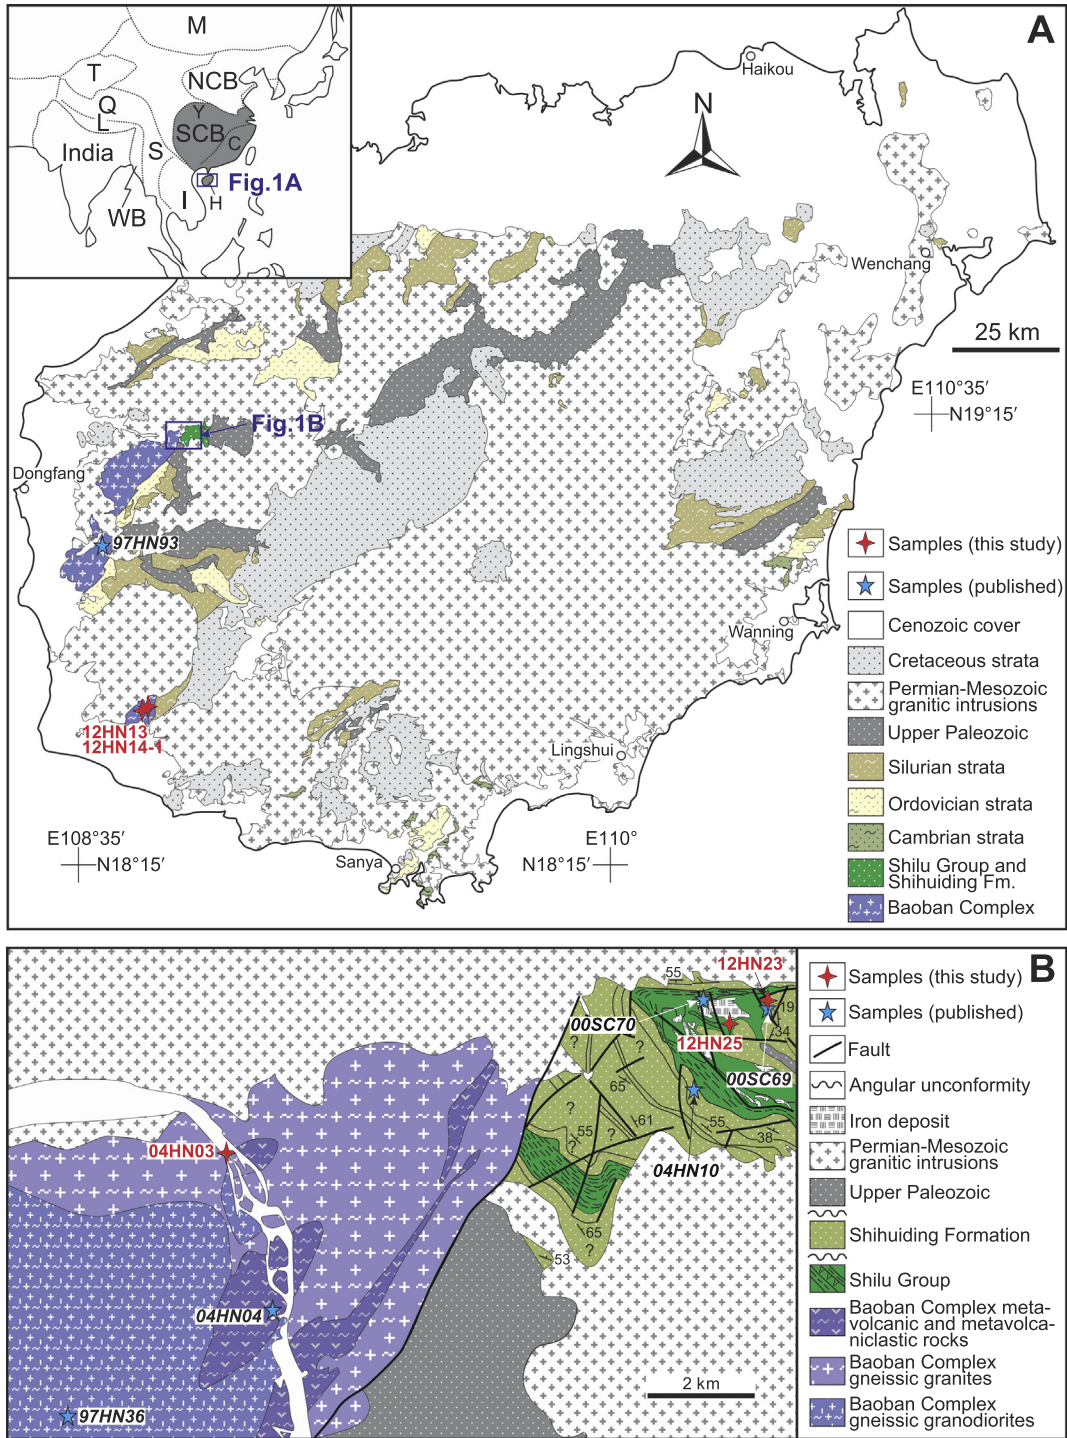 A
M
T
NCB
Q
L
Y
SCB
C
India
S
Fig.1A
I
H
WB
Haikou
N
Wenchang
25 km
E110°35′
N19°15′
Fig.1B
Dongfang
97HN93
Wanning
12HN13
12HN14-1
Lingshui
E108°35′
N18°15′
E110°
N18°15′
Sanya
Samples (this study)
Samples (published)
Cenozoic cover
Cretaceous strata
Permian-Mesozoic
granitic intrusions
Upper Paleozoic
Silurian strata
Ordovician strata
Cambrian strata
Shilu Group and
Shihuiding Fm.
Baoban Complex
B
12HN23
55
19
00SC70
34
12HN25
?
?
00SC69
65
?
61
55
?
?
55
38
04HN10
04HN03
65
?
53
04HN04
2 km
97HN36
Samples (this study)
Samples (published)
Fault
Angular unconformity
Iron deposit
Permian-Mesozoic
granitic intrusions
Upper Paleozoic
Shihuiding Formation
Shilu Group
Baoban Complex meta-
volcanic and metavolca-
niclastic rocks
Baoban Complex
gneissic granites
Baoban Complex
gneissic granodiorites